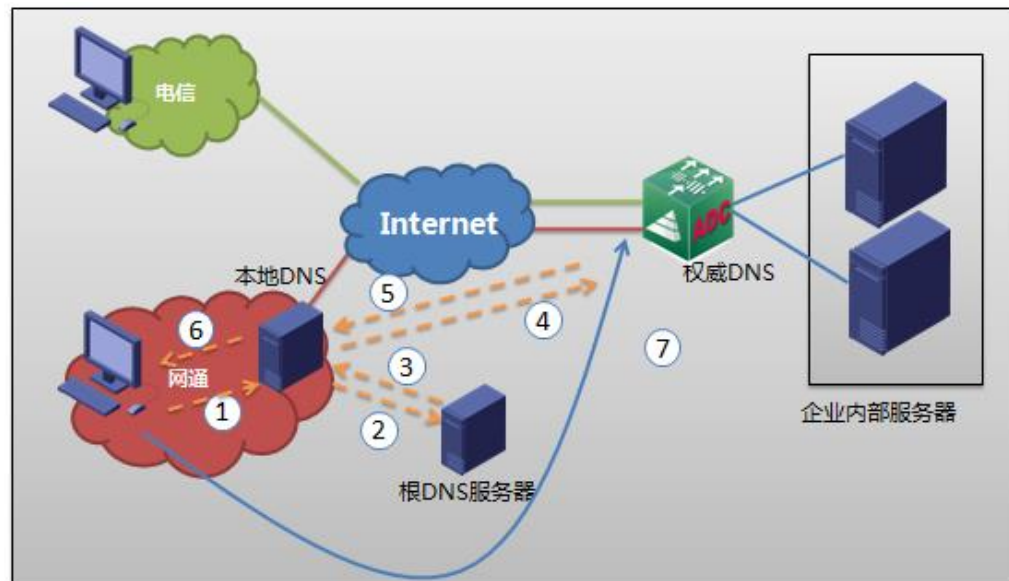 电信
Internet
ADC
权威DNS
本地DNS
⑤
④
⑥
③
⑦
网通
①
②
根DNS服务器
企业内部服务器